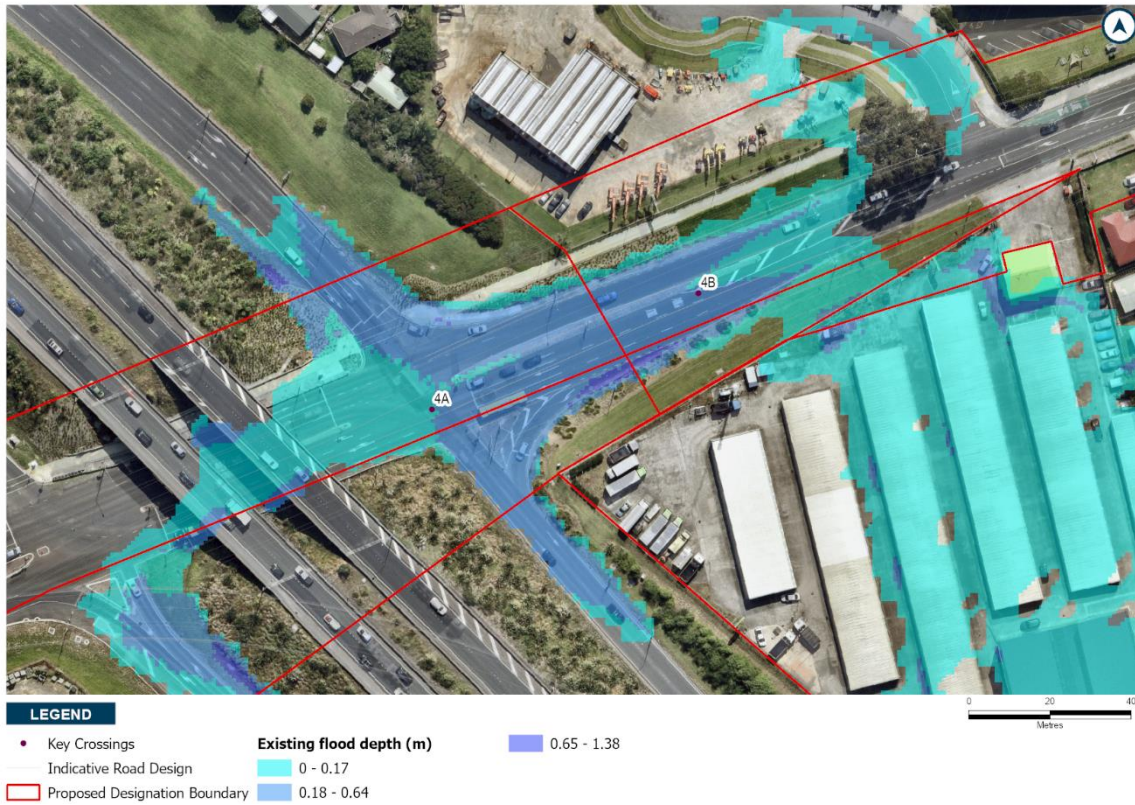 4B
4A
0 20 40
Metres
LEGEND
Key Crossings
Indicative Road Design
Proposed Designation Boundary
Existing flood depth (m)
0 - 0.17
0.18 - 0.64
0.65 - 1.38